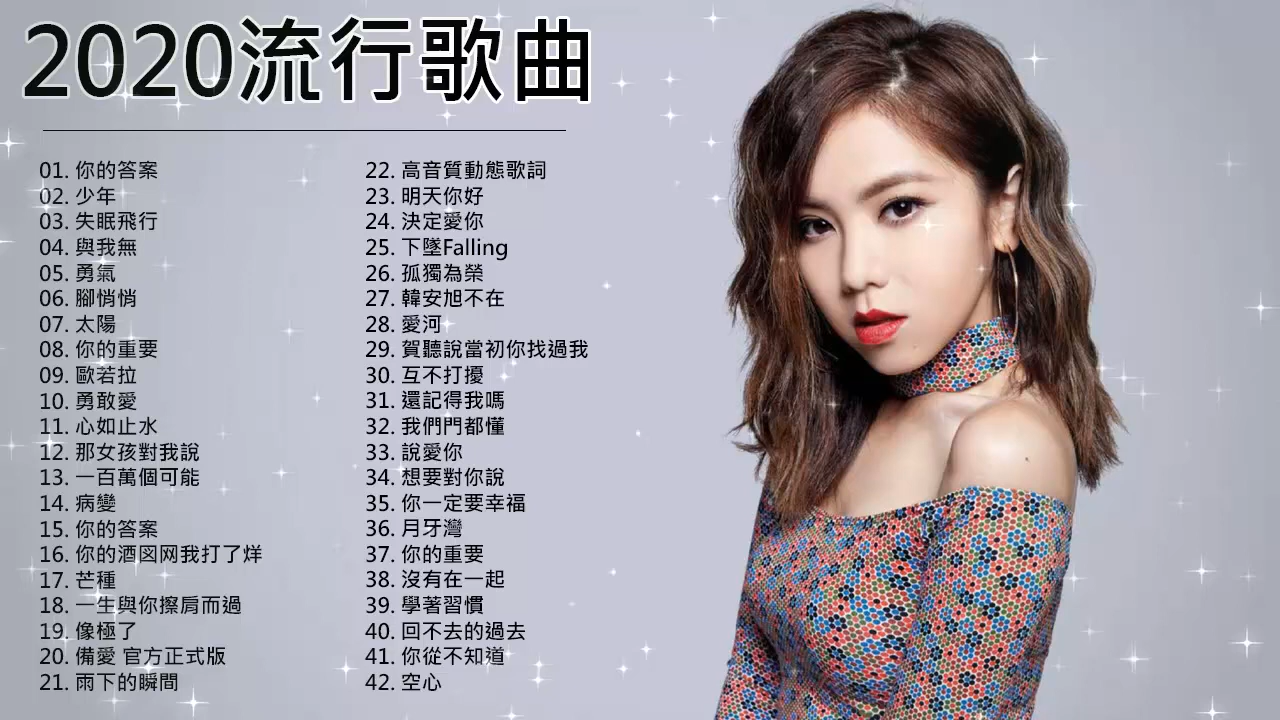 2020流行歌曲
01. 你的答案
02. 少年
03. 失眠飛行
04. 與我無
05. 勇氣
06. 腳悄悄
07. 太陽
08. 你的重要
09. 歐若拉
10. 勇敢愛
11. 心如止水
12. 那女孩對我說
13. 一百萬個可能
14. 病變
15. 你的答案
16. 你的酒囡网我打了烊
17. 芒種
18. 一生與你擦肩而過
19. 像極了
20. 備愛 官方正式版
21. 雨下的瞬間
22. 高音質動態歌詞
23. 明天你好
24. 決定愛你
25. 下墜Falling
26. 孤獨為榮
27. 韓安旭不在
28. 愛河
29. 賀聽說當初你找過我
30. 互不打擾
31. 還記得我嗎
32. 我們門都懂
33. 說愛你
34. 想要對你說
35. 你一定要幸福
36. 月牙灣
37. 你的重要
38. 沒有在一起
39. 學著習慣
40. 回不去的過去
41. 你從不知道
42. 空心